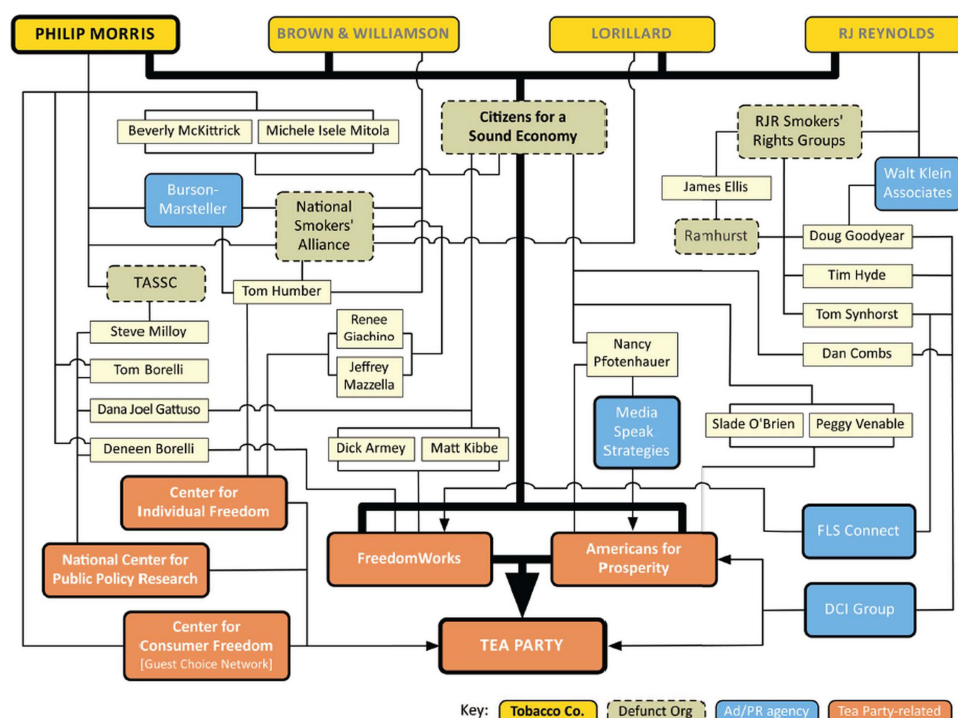 PHILIP MORRIS
BROWN & WILLIAMSON
LORILLARD
RJ REYNOLDS
Beverly McKittrick
Michele Isele Mitola
Citizens for a
Sound Economy
RJR Smokers'
Rights Groups
Walt Klein
Associates
James Ellis
Burson-
Marsteller
National
Smokers'
Alliance
Ramhurst
Doug Goodyear
TASSC
Tom Humber
Tim Hyde
Steve Milloy
Renee
Giachino
Tom Synhorst
Jeffrey
Mazzella
Nancy
Pfotenhauer
Dan Combs
Tom Borelli
Dana Joel Gattuso
Media
Speak
Strategies
Slade O'Brien
Peggy Venable
Deneen Borelli
Dick Armey
Matt Kibbe
Center for
Individual Freedom
FLS Connect
National Center for
Public Policy Research
FreedomWorks
Americans for
Prosperity
DCI Group
Center for
Consumer Freedom
[Guest Choice Network]
TEA PARTY
Key:
Tobacco Co.
Defunct Org
Ad/PR agency
Tea Party-related